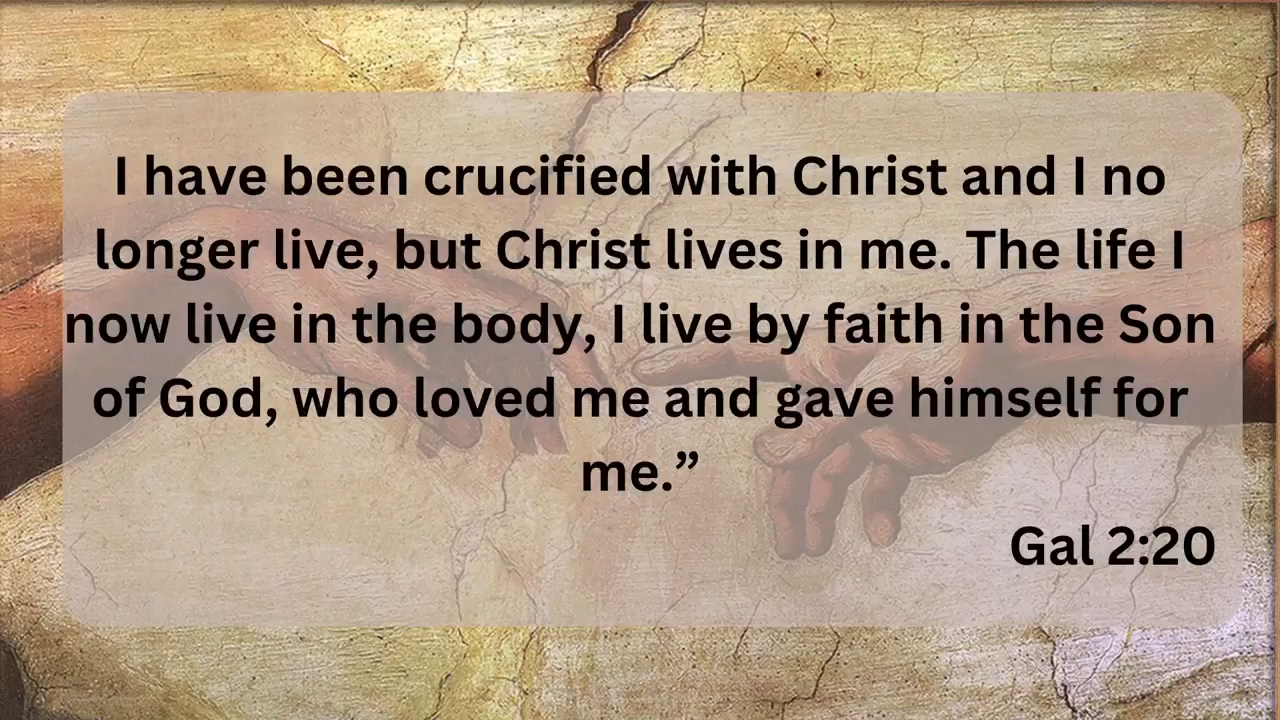 I have been crucified with Christ and I no
longer live, but Christ lives in me. The life I
now live in the body, I live by faith in the Son
of God, who loved me and gave himself for
me.”
Gal 2:20